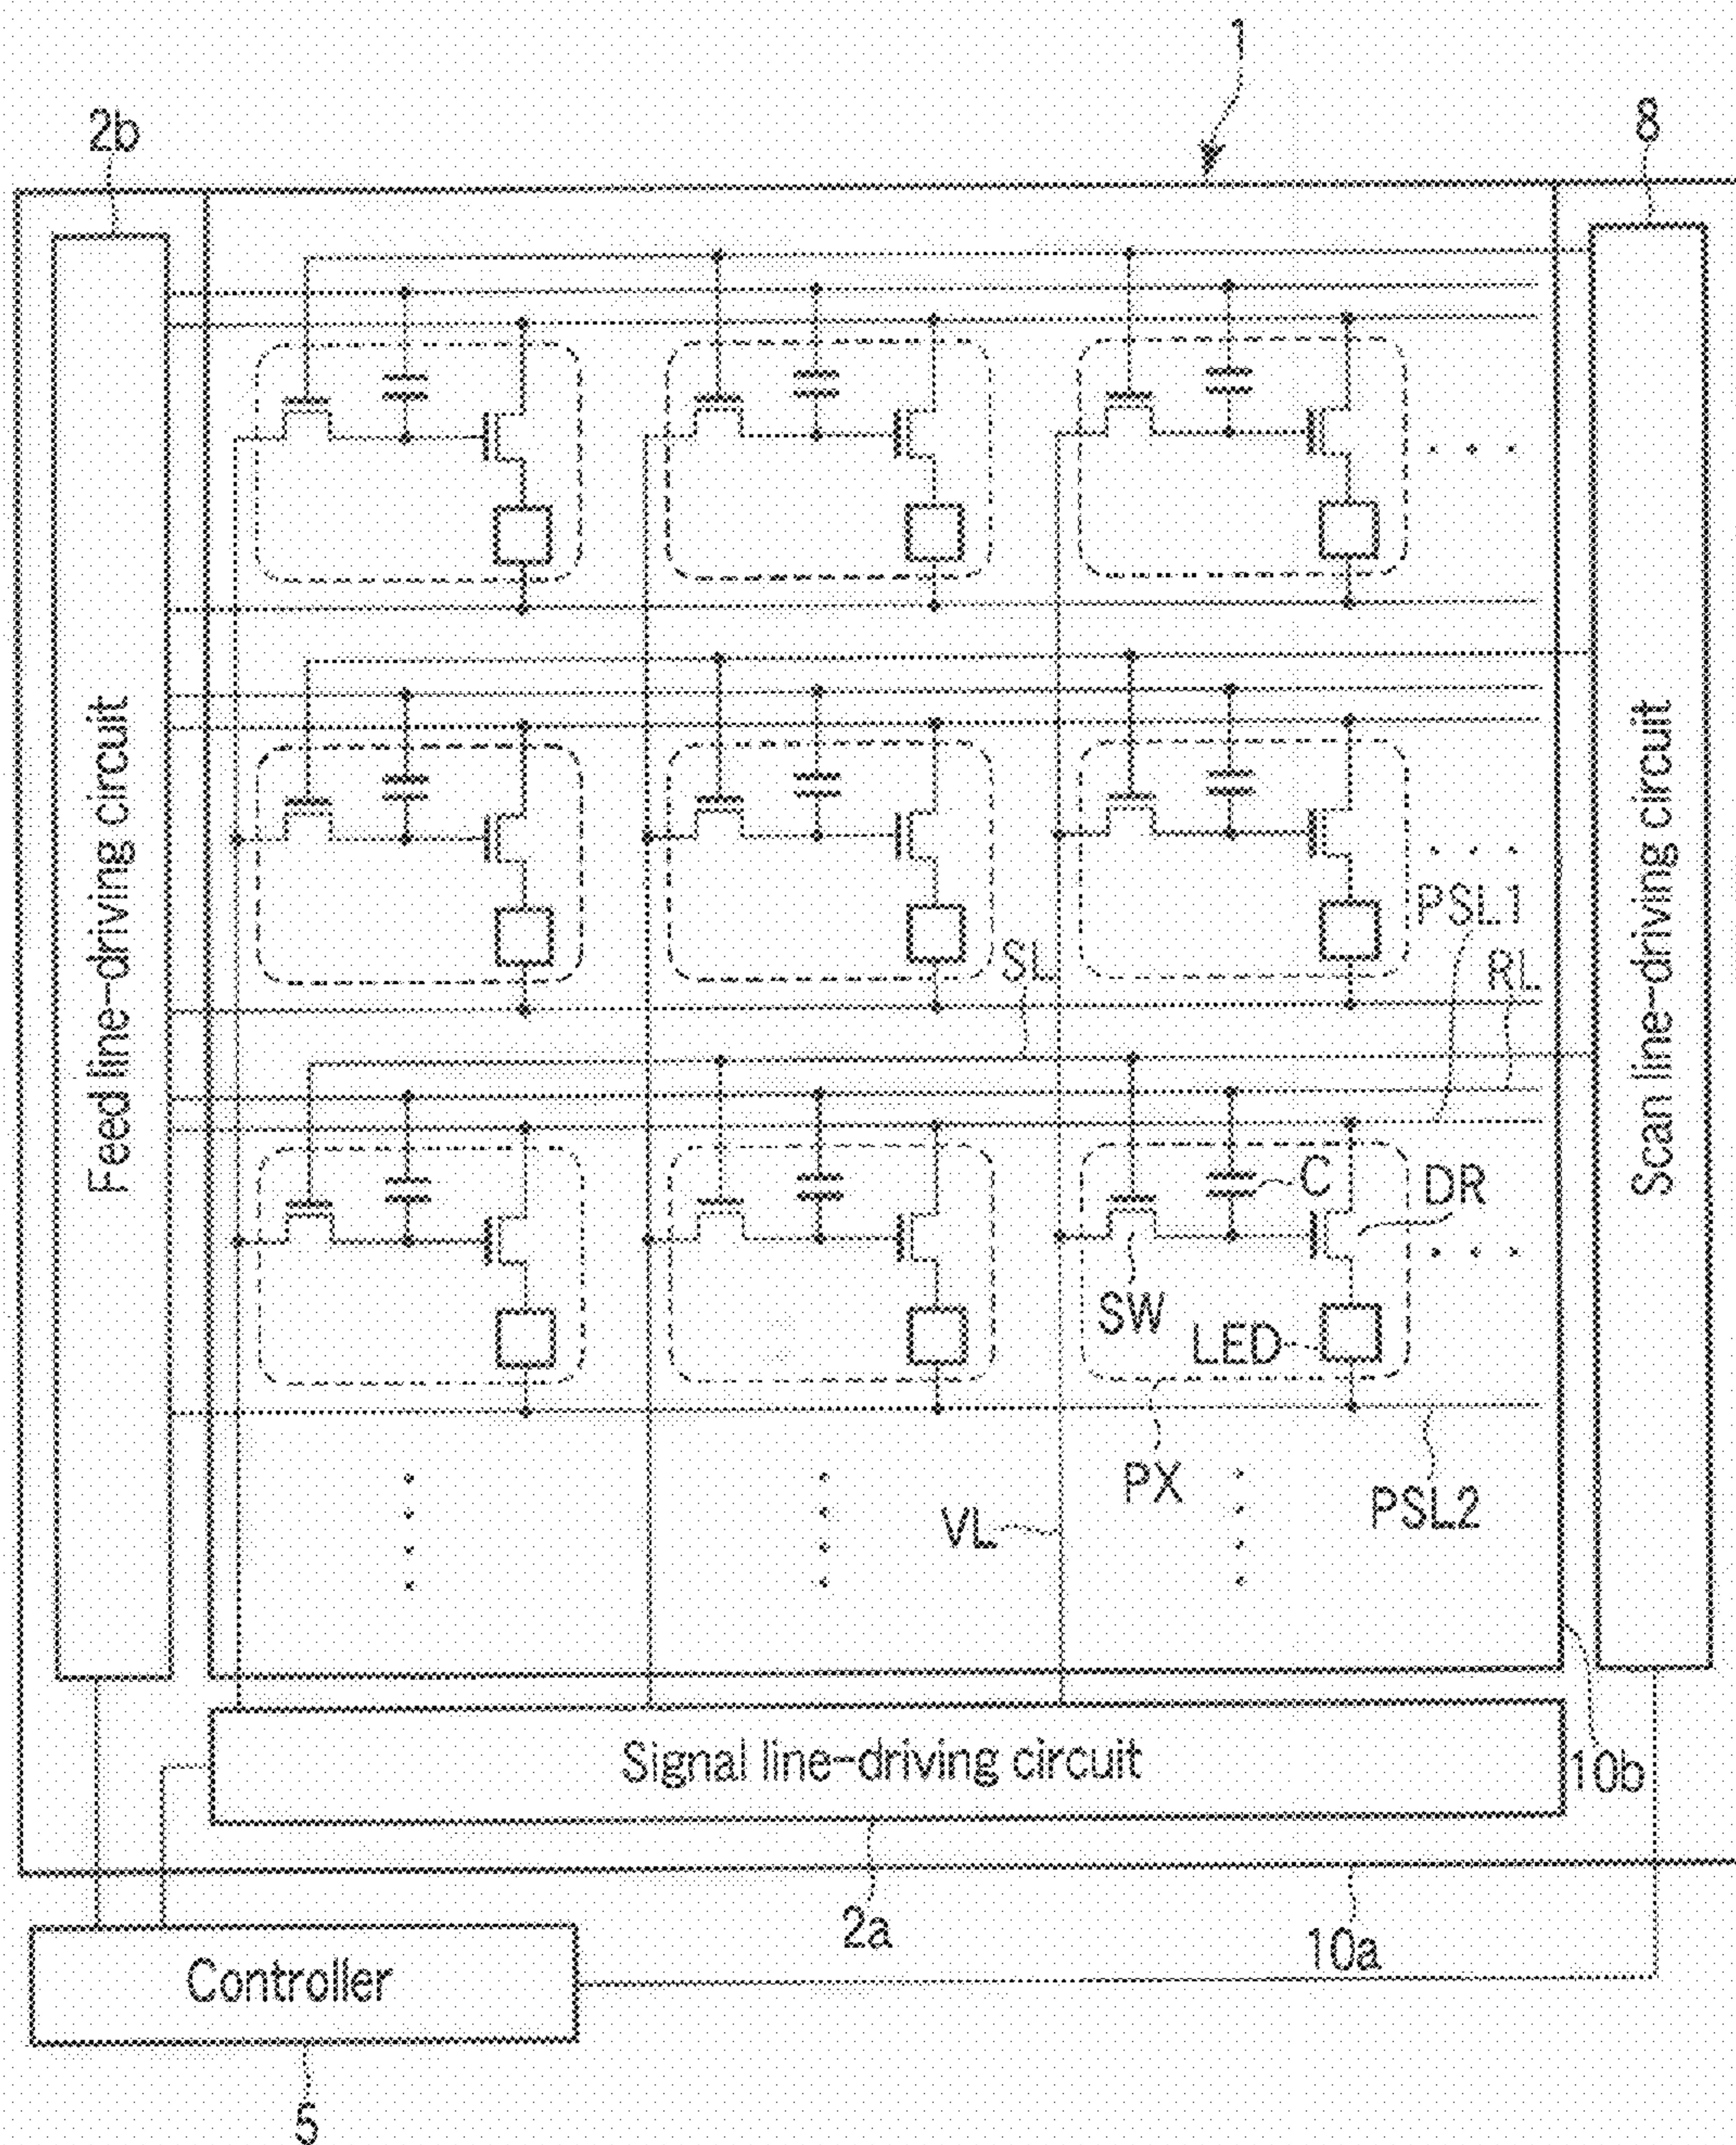 1
2b
8
Feed line-driving circuit
Scan line-driving circuit
PSL1
SL
RL
C
DR
SW
LED
PX
PSL2
VL
Signal line-driving circuit
10b
2a
10a
Controller
5